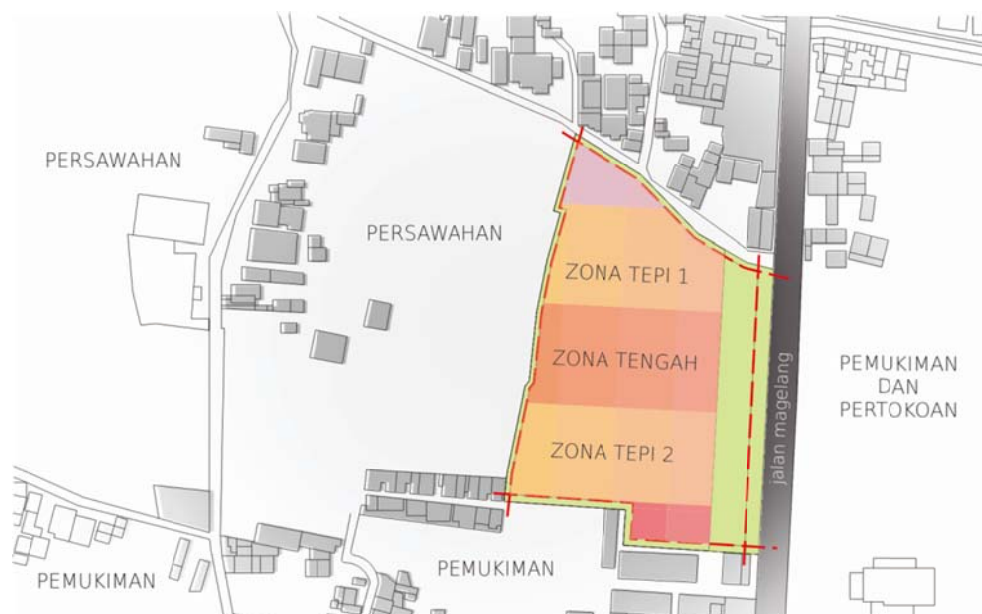 PERSAWAHAN
PERSAWAHAN
ZONA TEPI 1
ZONA TENGAH
ZONA TEPI 2
jalan magelang
PEMUKIMAN
DAN
PERTOKOAN
PEMUKIMAN
PEMUKIMAN